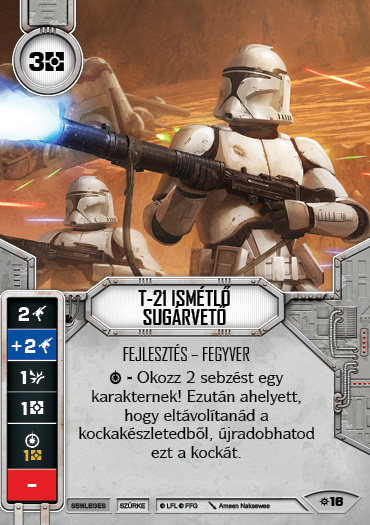 3
T-21 ISMÉTLŐ
SUGÁRVETŐ
FEJLESZTÉS – FEGYVER
- Okozz 2 sebzést egy
karakternek! Ezután ahelyett,
hogy eltávolítanád a
kockakészletedből, újradobhatod
ezt a kockát.
2
+2
1
1
1
-
SEMLEGES
SZÜRKE
© LFL © FFG
Ameen Naksewee
16